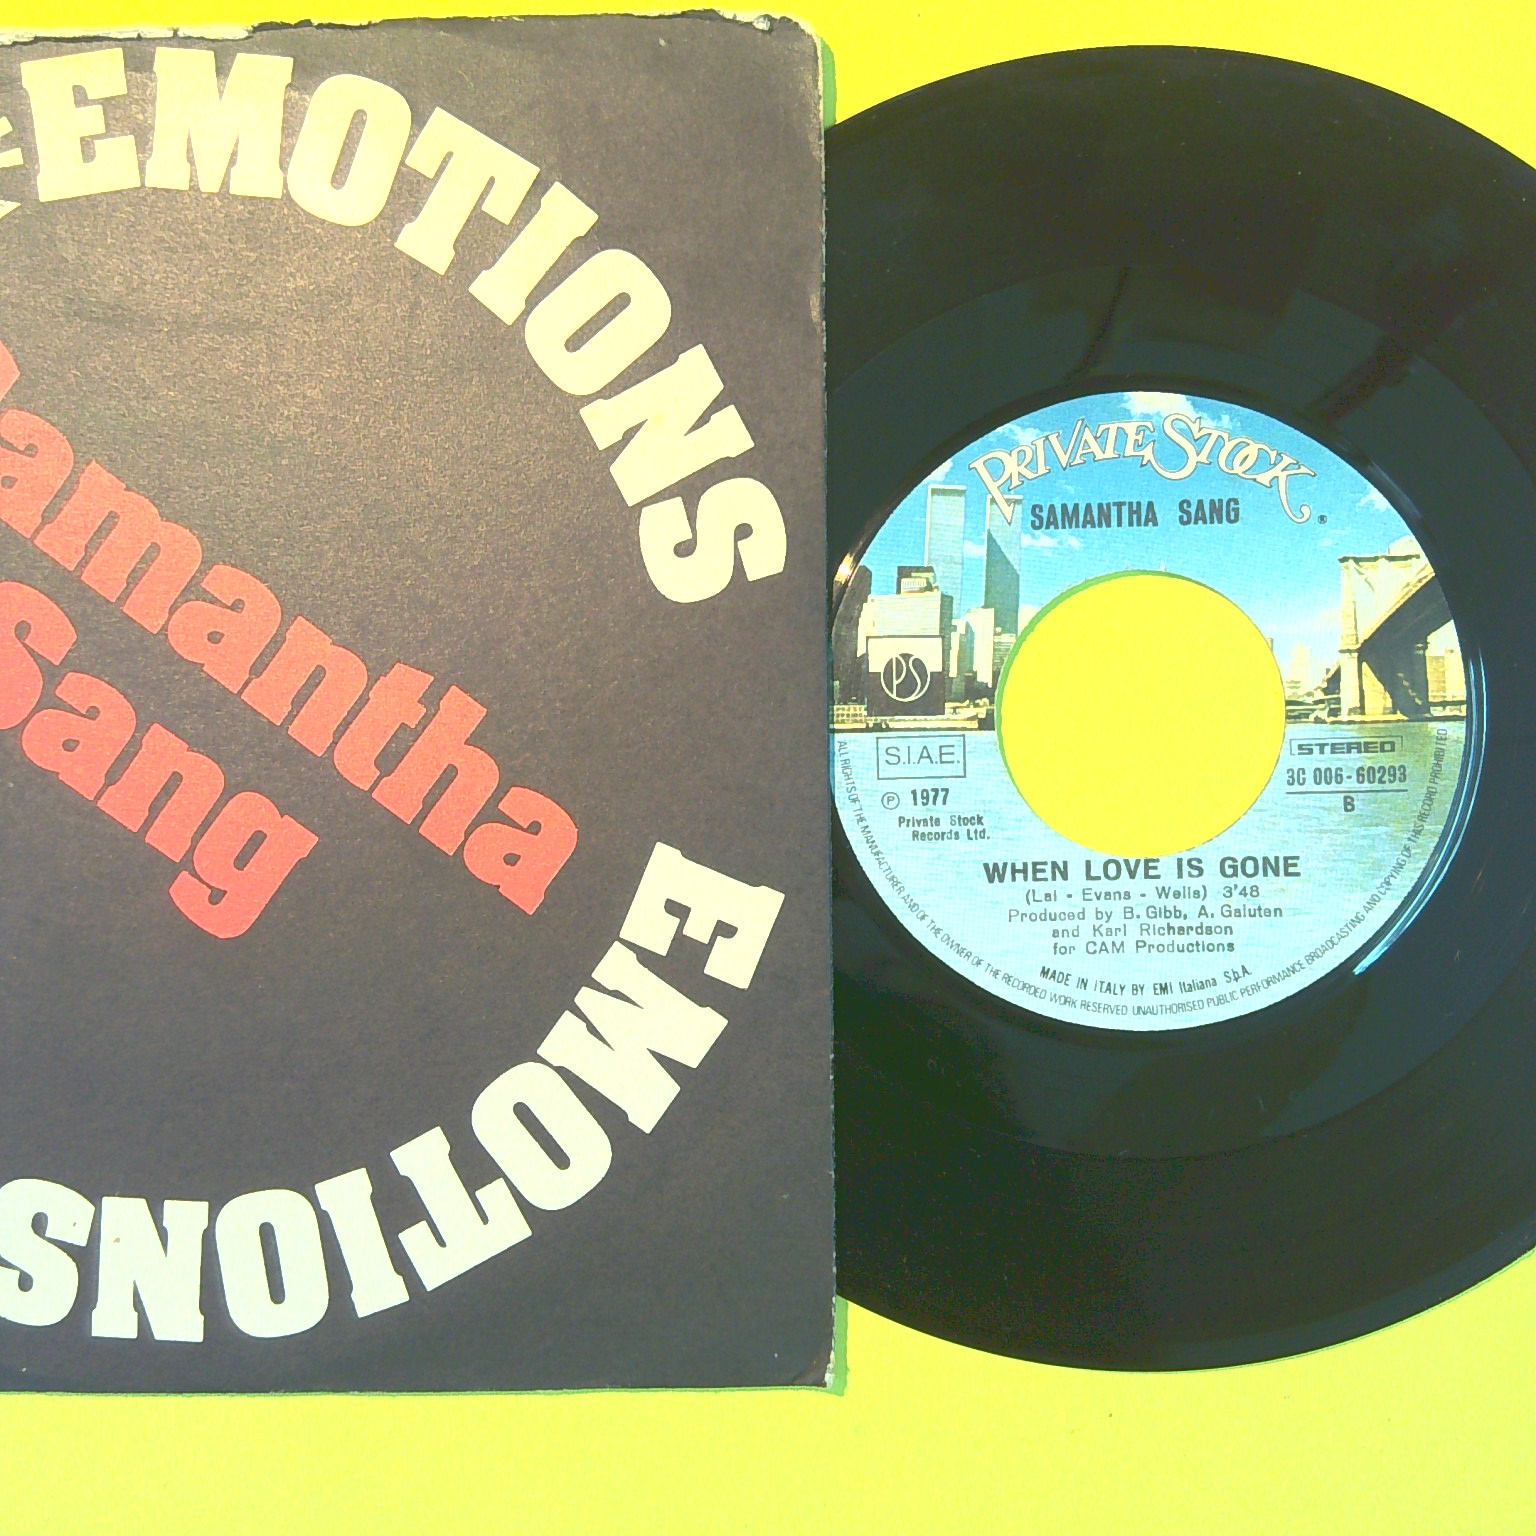 EMOTIONS
Samantha
Sang
EMOTIONS
PRIVATE STOCK
®
SAMANTHA SANG
PS
S.I.A.E.
℗ 1977
Private Stock
Records Ltd.
STEREO
3C 006-60293
B
WHEN LOVE IS GONE
(Lai - Evans - Wells) 3'48
Produced by B. Gibb, A. Galuten
and Karl Richardson
for CAM Productions
MADE IN ITALY BY EMI Italiana S.p.A.
ALL RIGHTS OF THE MANUFACTURER AND OF THE OWNER OF THE RECORDED WORK RESERVED UNAUTHORISED PUBLIC PERFORMANCE BROADCASTING AND COPYING OF THIS RECORD PROHIBITED